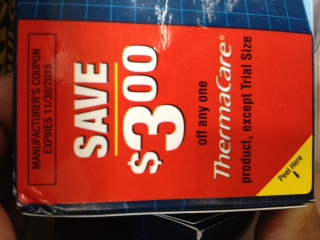 MANUFACTURER'S COUPON
EXPIRES 11/30/2015
SAVE
$3.00
off any one
ThermaCare®
product, except Trial Size
Peel Here